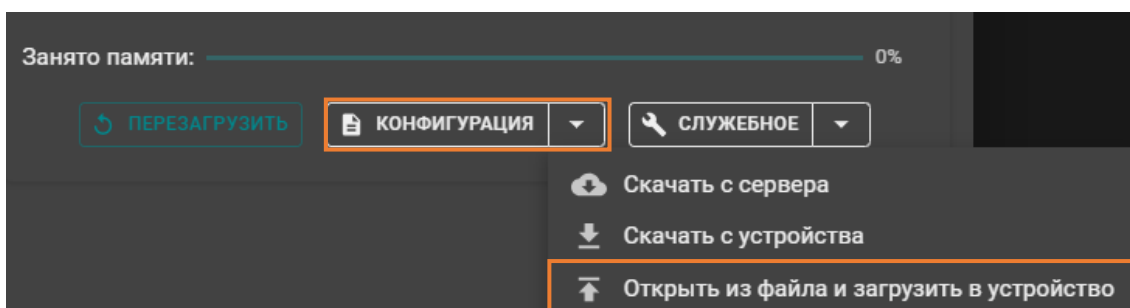 Занято памяти: 0%
ПЕРЕЗАГРУЗИТЬ КОНФИГУРАЦИЯ СЛУЖЕБНОЕ
Скачать с сервера
Скачать с устройства
Открыть из файла и загрузить в устройство